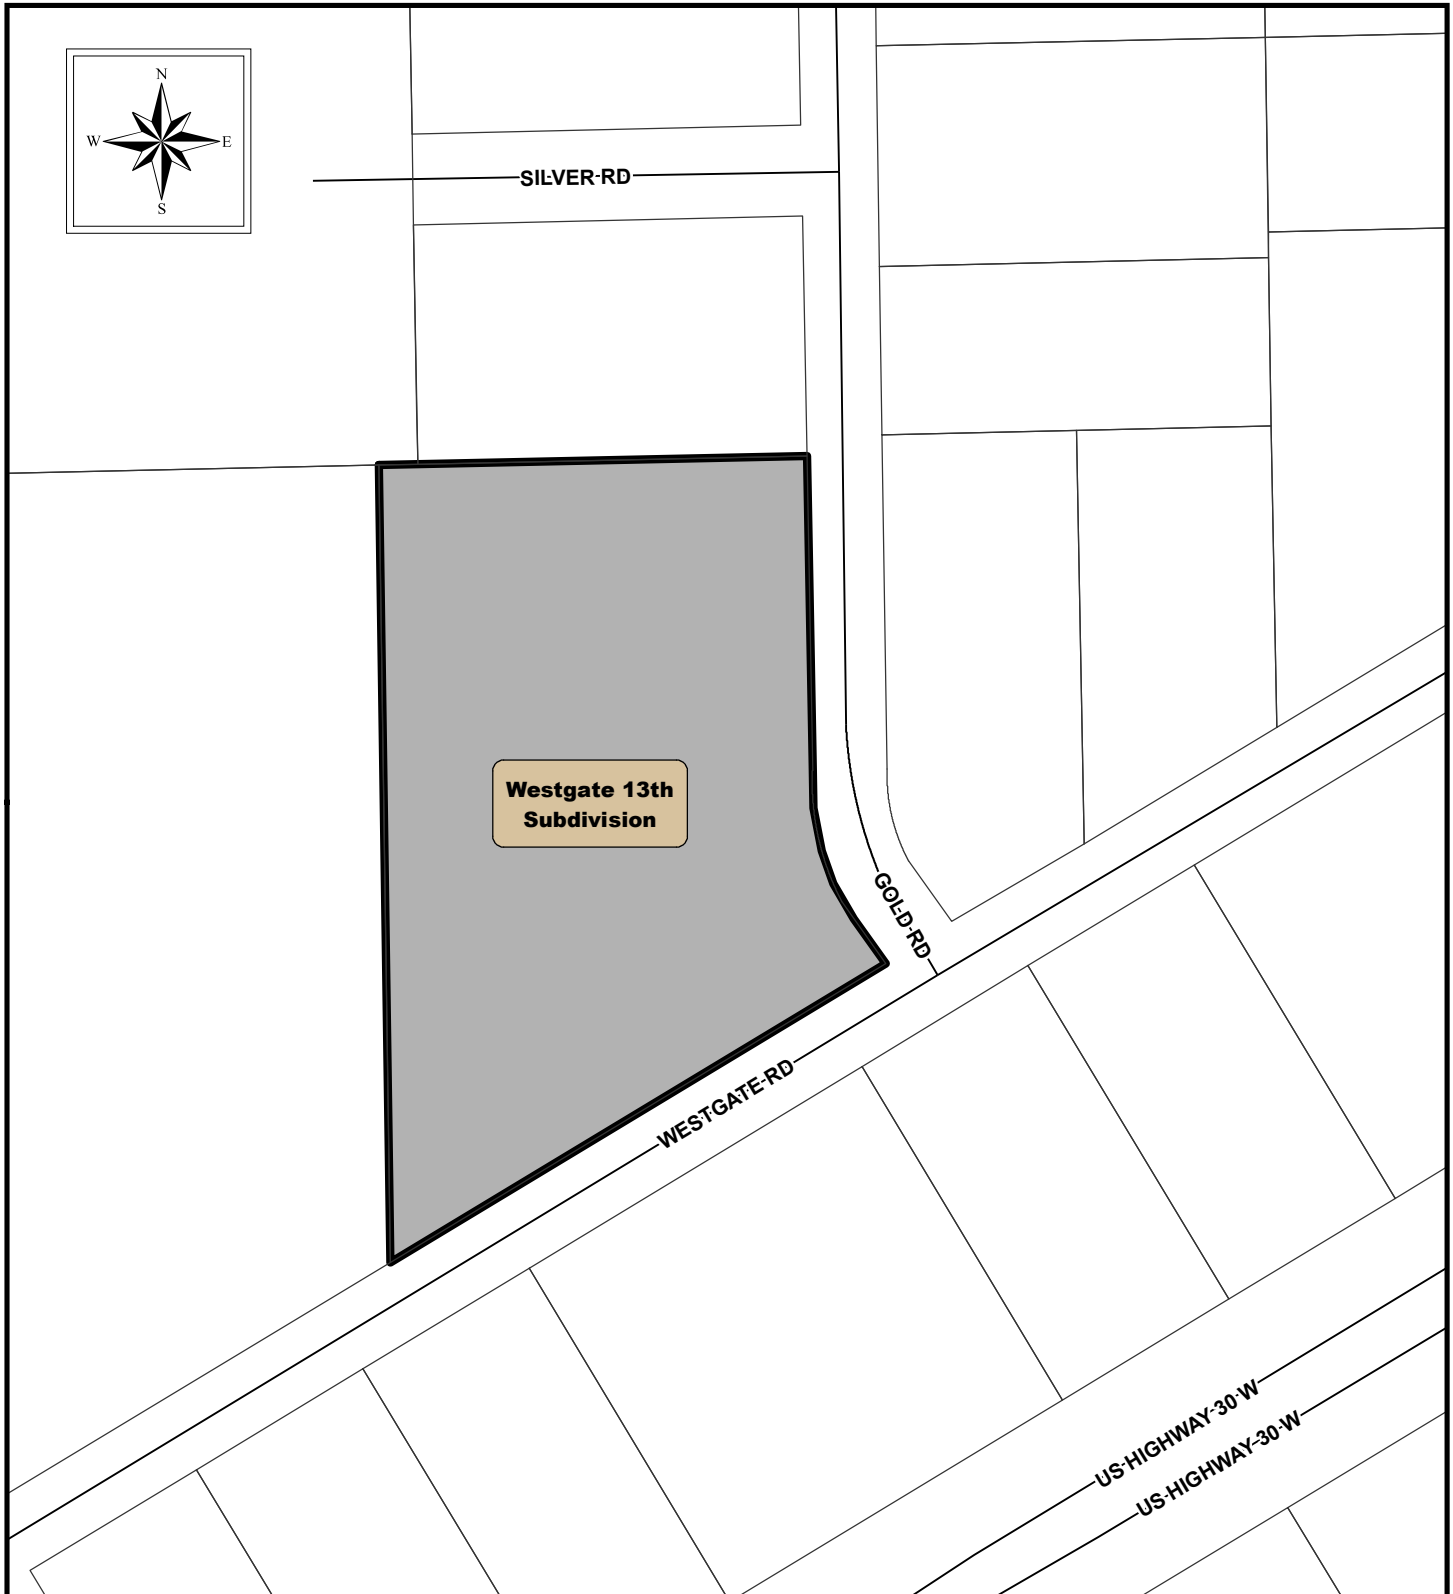 N
W E
S
SILVER RD
Westgate 13th
Subdivision
GOLD RD
WESTGATE RD
US HIGHWAY 30 W
US HIGHWAY 30 W